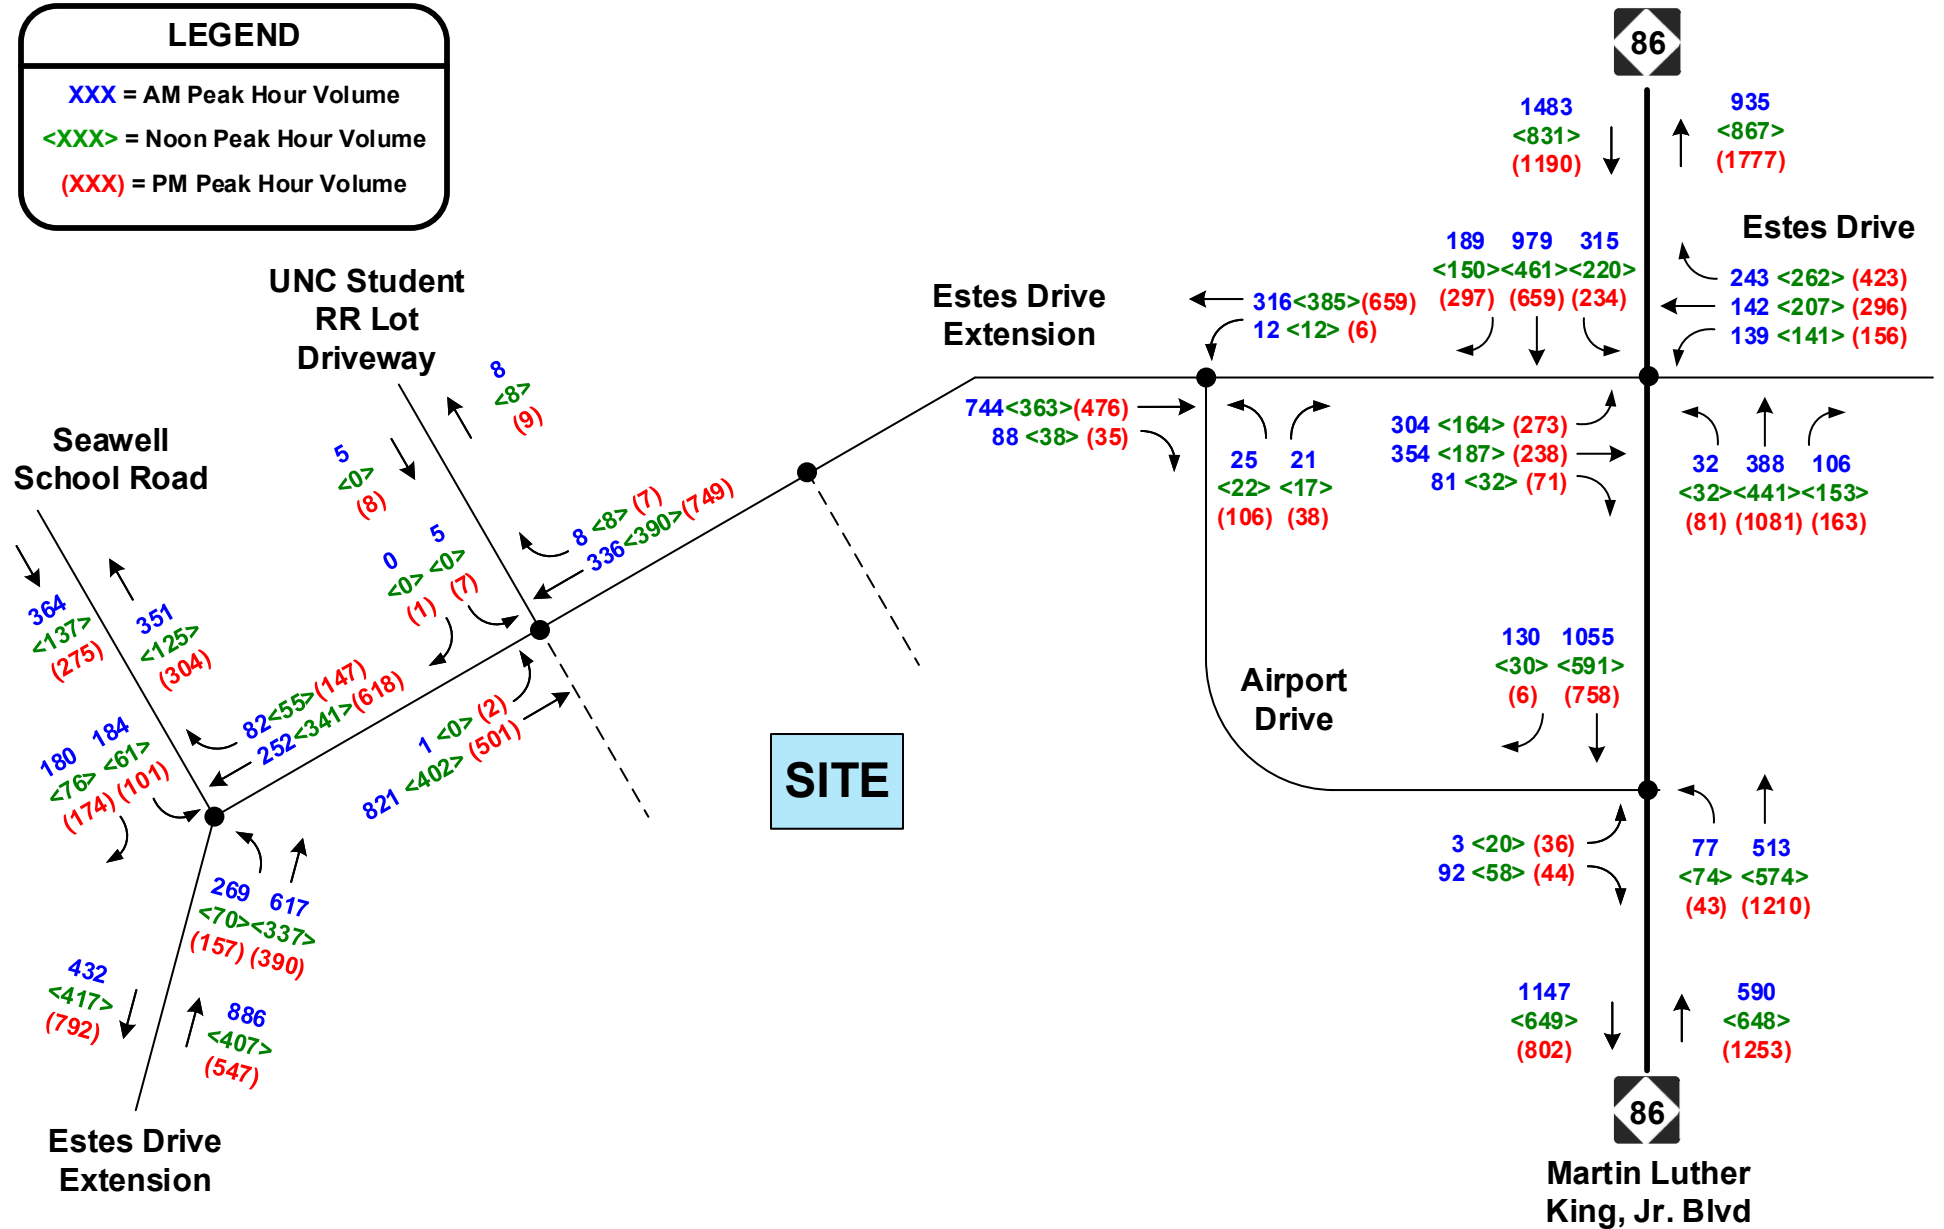 LEGEND
XXX = AM Peak Hour Volume
<XXX> = Noon Peak Hour Volume
(XXX) = PM Peak Hour Volume
86
1483
<831>
(1190)
935
<867>
(1777)
Estes Drive
189 979 315
<150><461><220>
(297) (659) (234)
243 <262> (423)
142 <207> (296)
139 <141> (156)
UNC Student
RR Lot
Driveway
Estes Drive
Extension
316<385>(659)
12 <12> (6)
744<363>(476)
88 <38> (35)
25 21
<22> <17>
(106) (38)
304 <164> (273)
354 <187> (238)
81 <32> (71)
32 388 106
<32><441><153>
(81) (1081) (163)
8
<8>
(9)
5
<0>
(8)
Seawell
School Road
8 <8> (7)
336<390>(749)
0 5
<0> <0>
(1) (7)
364
<137>
(275)
351
<125>
(304)
82<55>(147)
252<341>(618)
1 <0> (2)
821 <402> (501)
180 184
<76> <61>
(174) (101)
269 617
<70><337>
(157) (390)
432
<417>
(792)
886
<407>
(547)
Estes Drive
Extension
SITE
Airport
Drive
130 1055
<30> <591>
(6) (758)
3 <20> (36)
92 <58> (44)
77 513
<74> <574>
(43) (1210)
1147
<649>
(802)
590
<648>
(1253)
86
Martin Luther
King, Jr. Blvd